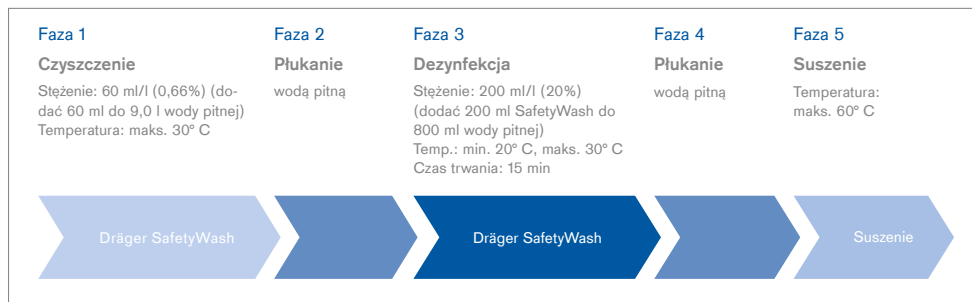 Faza 1
Czyszczenie
Stężenie: 60 ml/l (0,66%) (do-
dać 60 ml do 9,0 l wody pitnej)
Temperatura: maks. 30° C
Faza 2
Płukanie
wodą pitną
Faza 3
Dezynfekcja
Stężenie: 200 ml/l (20%)
(dodać 200 ml SafetyWash do
800 ml wody pitnej)
Temp.: min. 20° C, maks. 30° C
Czas trwania: 15 min
Faza 4
Płukanie
wodą pitną
Faza 5
Suszenie
Temperatura:
maks. 60° C
Dräger SafetyWash
Dräger SafetyWash
Suszenie